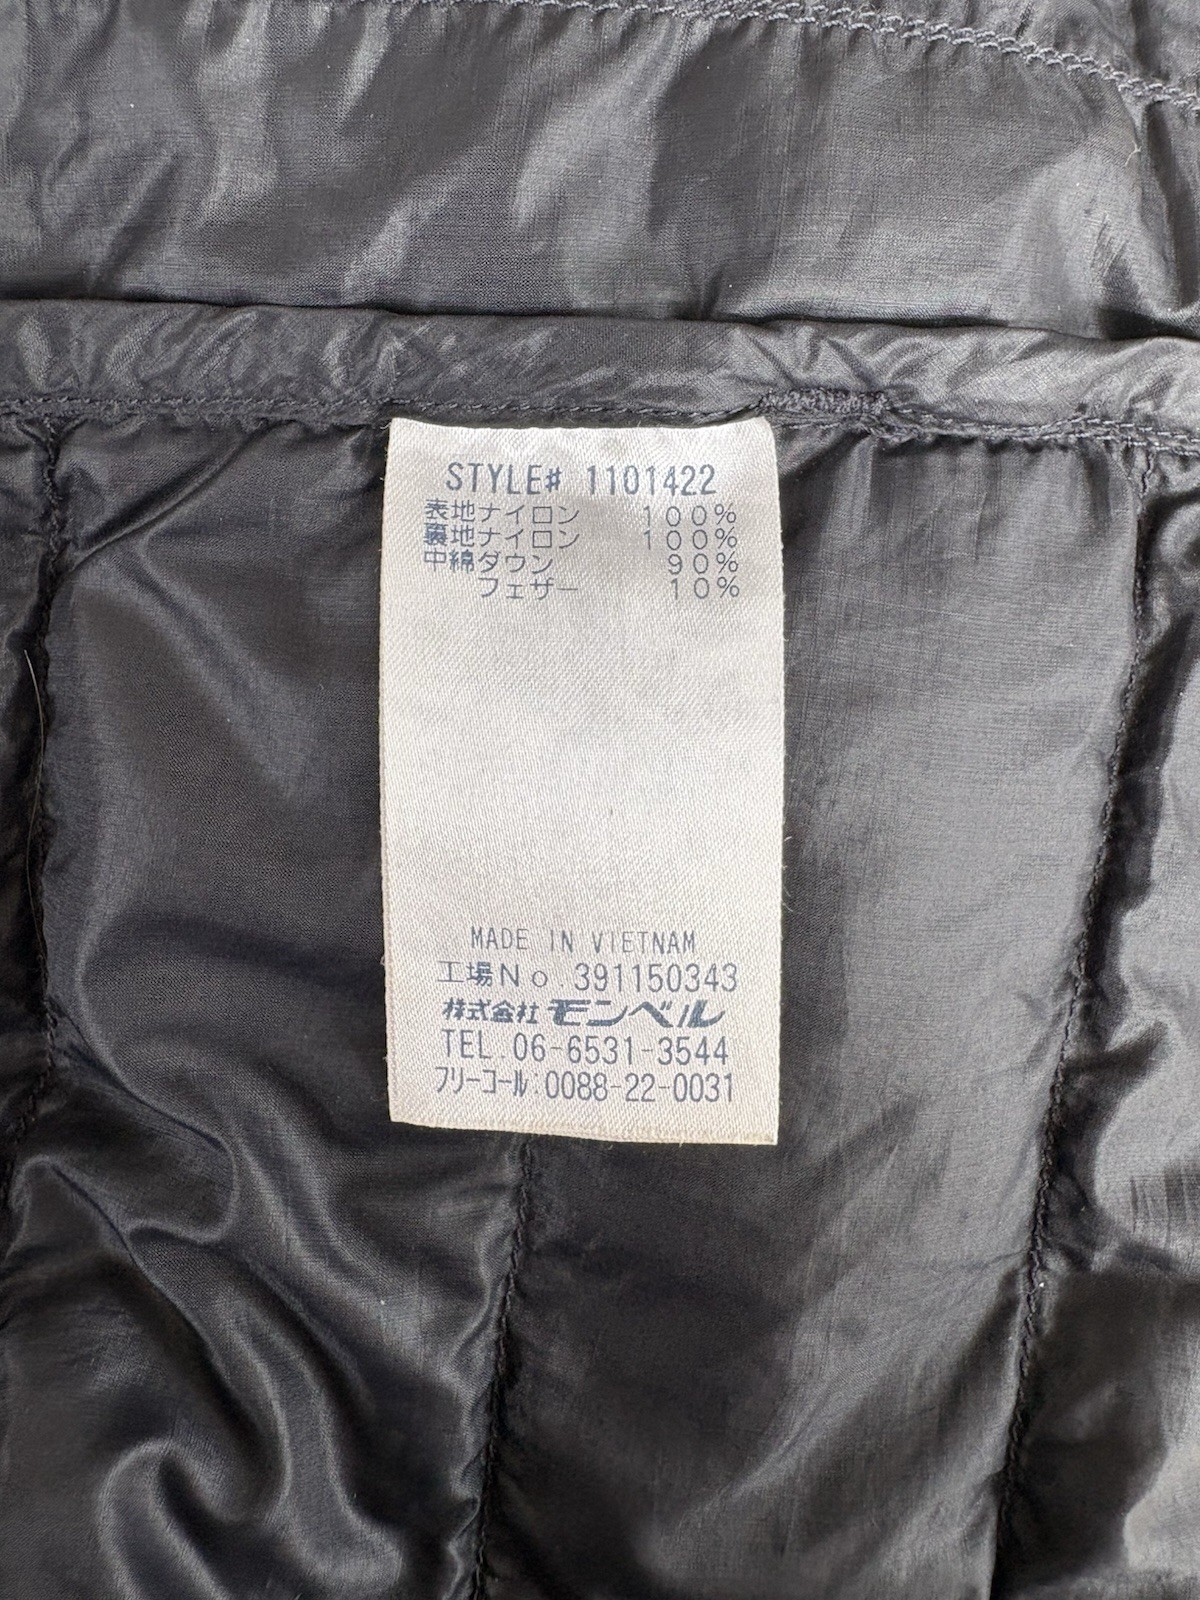 STYLE# 1101422
表地ナイロン 100%
裏地ナイロン 100%
中綿ダウン 90%
フェザー 10%
MADE IN VIETNAM
工場No.391150343
株式会社モンベル
TEL.06-6531-3544
フリーコール:0088-22-0031